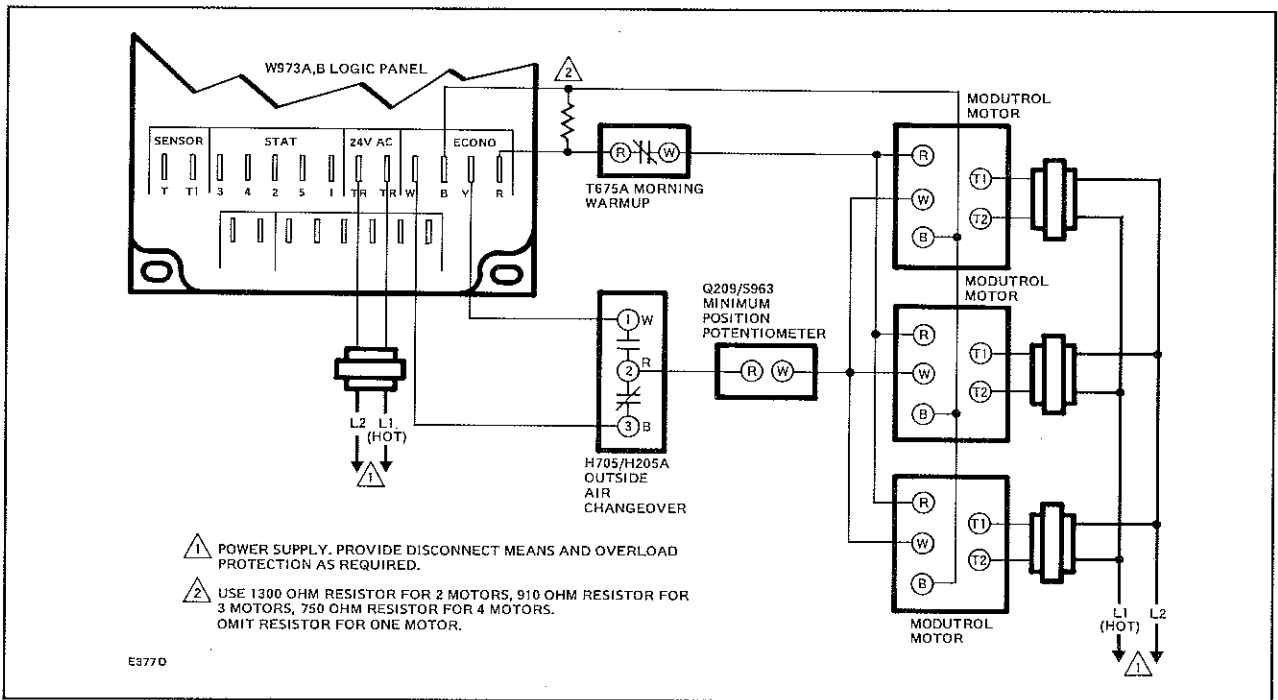 W973A,B LOGIC PANEL
2
MODUTROL
MOTOR
SENSOR STAT 24V AC ECONO
T T1 3 4 2 5 1 TR TR W B Y R
R W
T675A MORNING
WARMUP
R
W
B
T1
T2
MODUTROL
MOTOR
Q209/S963
MINIMUM
POSITION
POTENTIOMETER
R W
1 W
2 R
3 B
H705/H205A
OUTSIDE
AIR
CHANGEOVER
R
W
B
T1
T2
L2 L1
(HOT)
1
R
W
B
T1
T2
MODUTROL
MOTOR
L1
(HOT)
L2
1
1 POWER SUPPLY. PROVIDE DISCONNECT MEANS AND OVERLOAD
PROTECTION AS REQUIRED.
2 USE 1300 OHM RESISTOR FOR 2 MOTORS, 910 OHM RESISTOR FOR
3 MOTORS, 750 OHM RESISTOR FOR 4 MOTORS.
OMIT RESISTOR FOR ONE MOTOR.
E377D